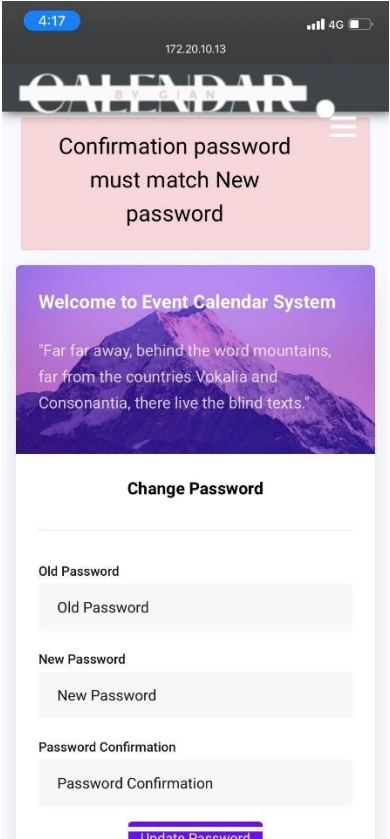 4:17
4G
172.20.10.13
CALENDAR.
BY GIAN
Confirmation password
must match New
password
Welcome to Event Calendar System
"Far far away, behind the word mountains,
far from the countries Vokalia and
Consonantia, there live the blind texts."
Change Password
Old Password
Old Password
New Password
New Password
Password Confirmation
Password Confirmation
Update Password